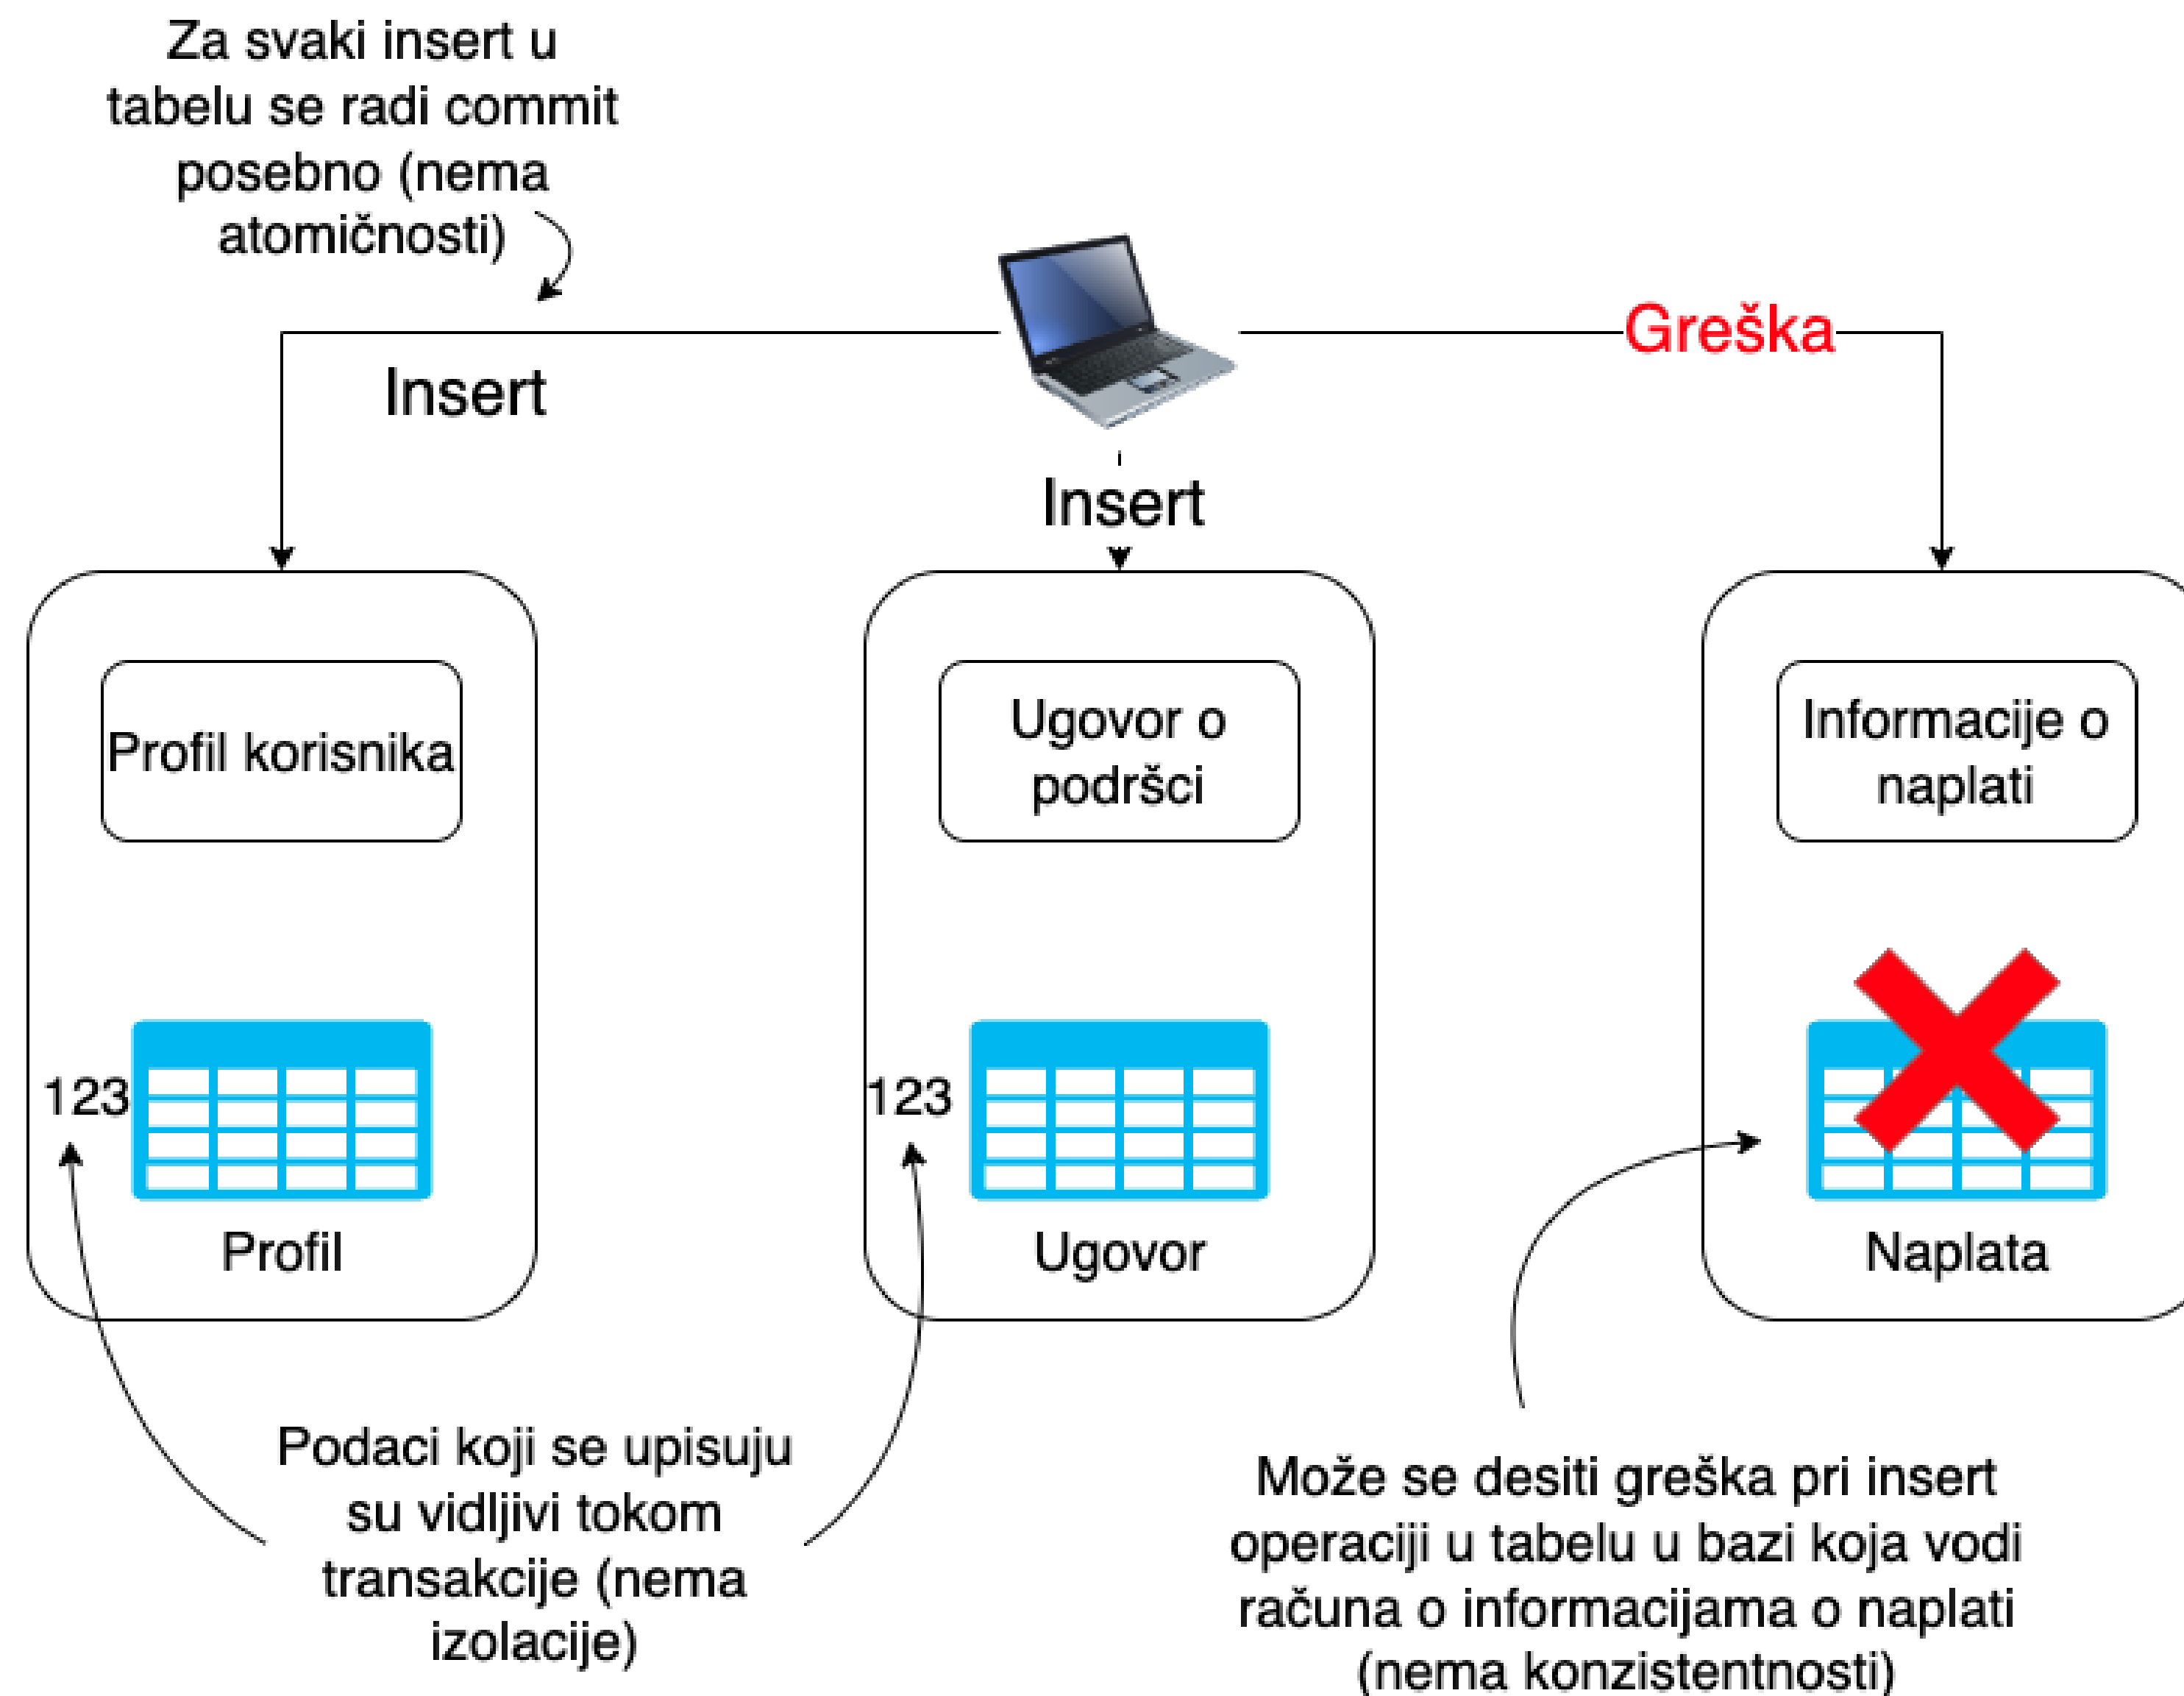 Za svaki insert u
tabelu se radi commit
posebno (nema
atomičnosti)
Greška
Insert
Insert
Profil korisnika
Ugovor o
podršci
Informacije o
naplati
123
123
Profil
Ugovor
Naplata
Podaci koji se upisuju
su vidljivi tokom
transakcije (nema
izolacije)
Može se desiti greška pri insert
operaciji u tabelu u bazi koja vodi
računa o informacijama o naplati
(nema konzistentnosti)